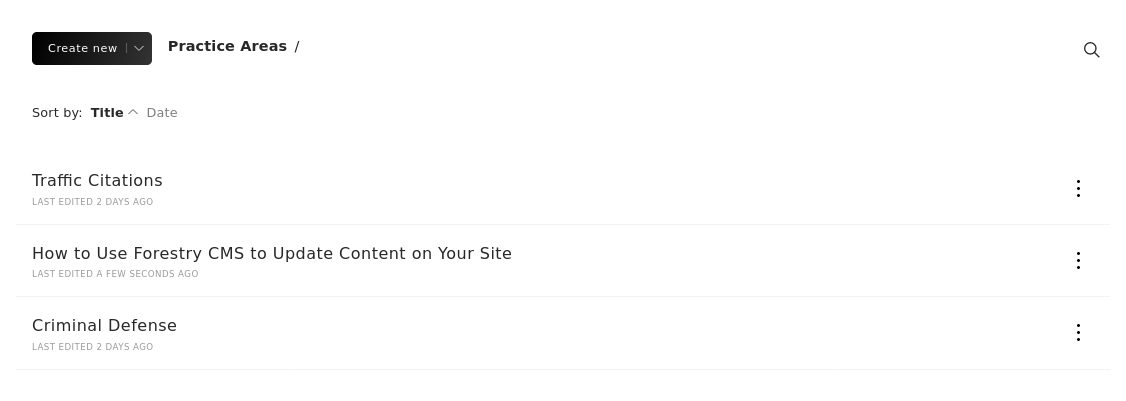 Create new Practice Areas /
Sort by: Title Date
Traffic Citations
LAST EDITED 2 DAYS AGO
How to Use Forestry CMS to Update Content on Your Site
LAST EDITED A FEW SECONDS AGO
Criminal Defense
LAST EDITED 2 DAYS AGO